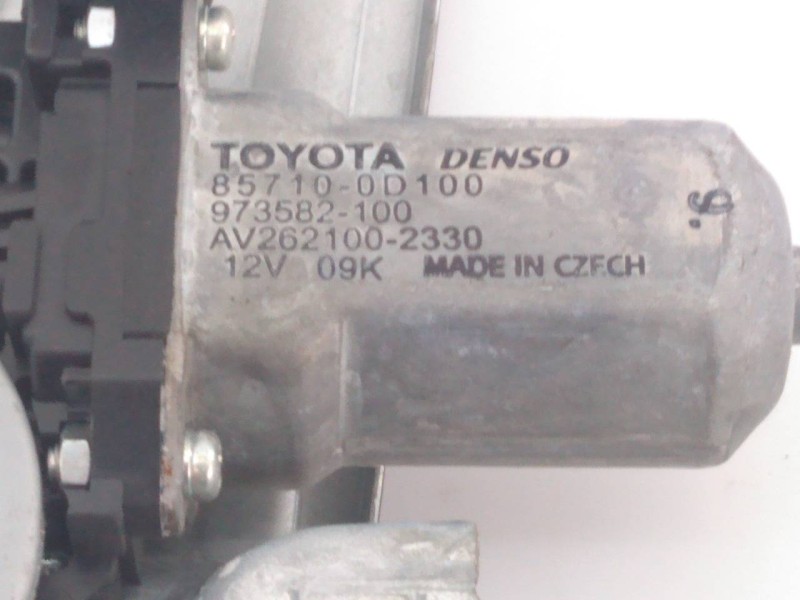 TOYOTA DENSO
85710-0D100
973582-100
AV262100-2330
12V 09K MADE IN CZECH